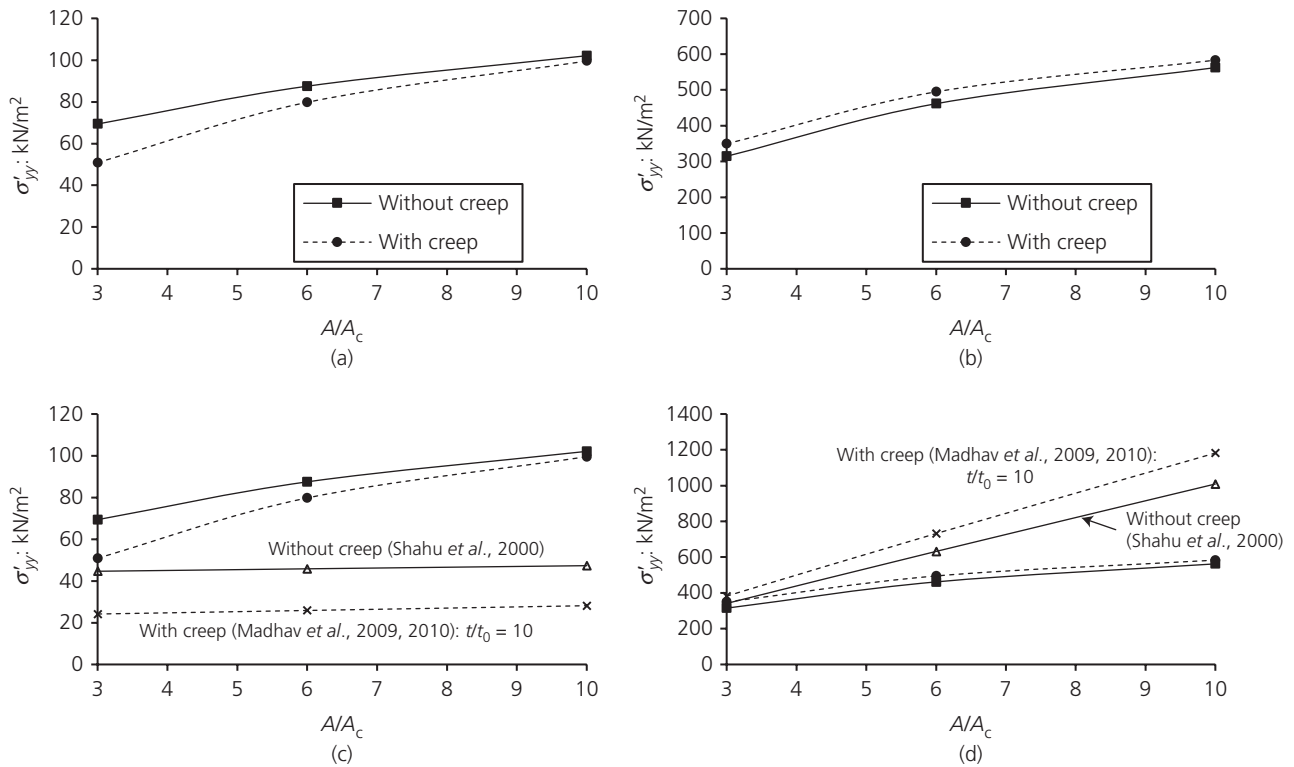 120
100
80
60
40
20
0
σ′yy: kN/m²
3 4 5 6 7 8 9 10
A/Ac
(a)
Without creep
With creep
700
600
500
400
300
200
100
0
σ′yy: kN/m²
3 4 5 6 7 8 9 10
A/Ac
(b)
Without creep
With creep
120
100
80
60
40
20
0
σ′yy: kN/m²
Without creep (Shahu et al., 2000)
With creep (Madhav et al., 2009, 2010): t/t0 = 10
3 4 5 6 7 8 9 10
A/Ac
(c)
1400
1200
1000
800
600
400
200
0
σ′yy: kN/m²
With creep (Madhav et al., 2009, 2010):
t/t0 = 10
Without creep
(Shahu et al., 2000)
3 4 5 6 7 8 9 10
A/Ac
(d)